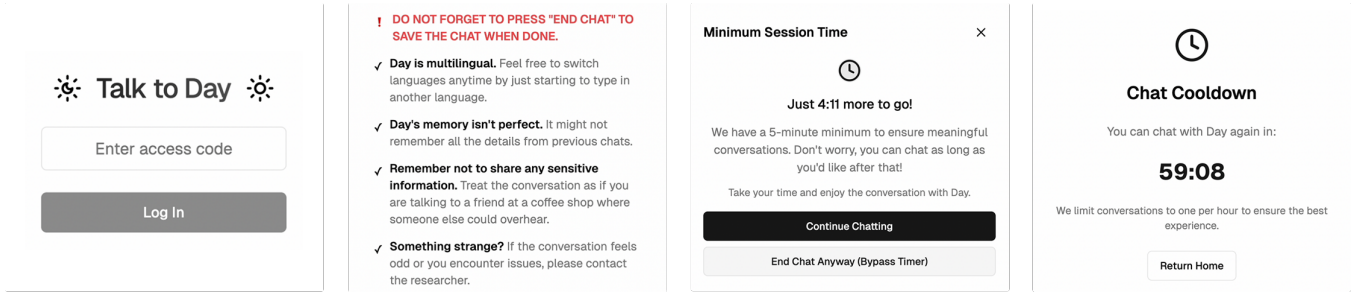 Talk to Day
Enter access code
Log In
! DO NOT FORGET TO PRESS "END CHAT" TO
SAVE THE CHAT WHEN DONE.
✓ Day is multilingual. Feel free to switch
languages anytime by just starting to type in
another language.
✓ Day's memory isn't perfect. It might not
remember all the details from previous chats.
✓ Remember not to share any sensitive
information. Treat the conversation as if you
are talking to a friend at a coffee shop where
someone else could overhear.
✓ Something strange? If the conversation feels
odd or you encounter issues, please contact
the researcher.
Minimum Session Time
Just 4:11 more to go!
We have a 5-minute minimum to ensure meaningful
conversations. Don't worry, you can chat as long as
you'd like after that!
Take your time and enjoy the conversation with Day.
Continue Chatting
End Chat Anyway (Bypass Timer)
Chat Cooldown
You can chat with Day again in:
59:08
We limit conversations to one per hour to ensure the best
experience.
Return Home